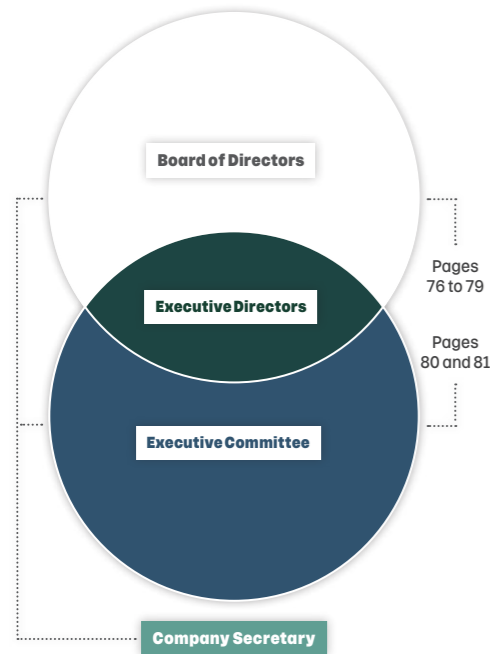 Board of Directors
Pages
76 to 79
Executive Directors
Pages
80 and 81
Executive Committee
Company Secretary